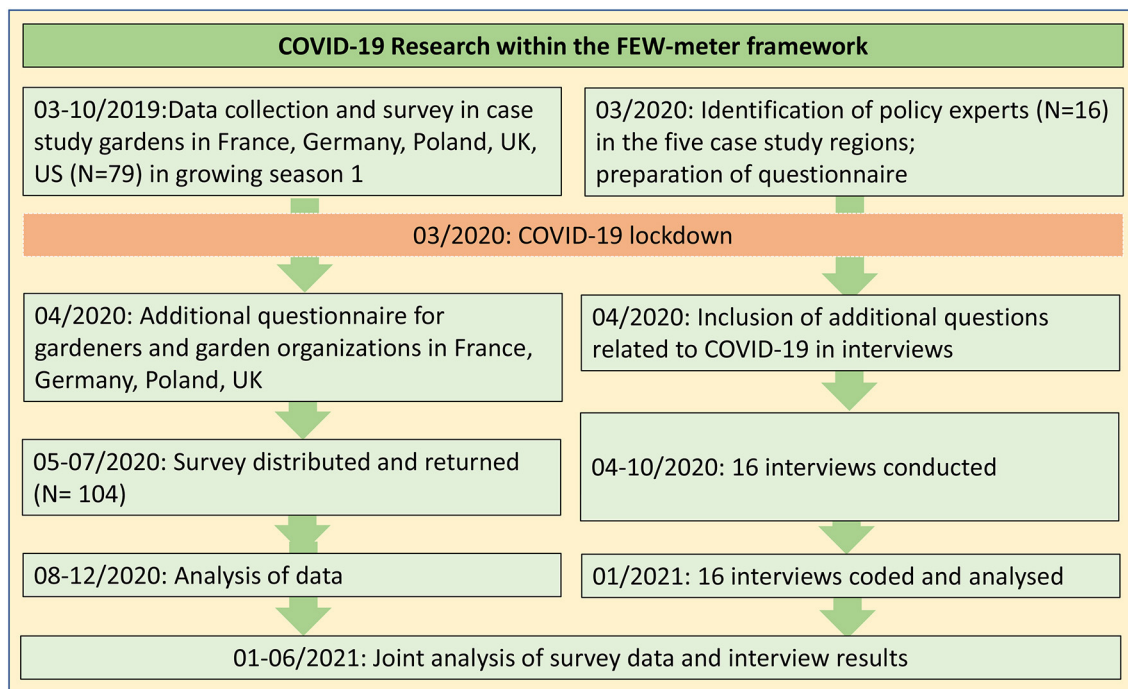 COVID-19 Research within the FEW-meter framework
03-10/2019:Data collection and survey in case
study gardens in France, Germany, Poland, UK,
US (N=79) in growing season 1
03/2020: Identification of policy experts (N=16)
in the five case study regions;
preparation of questionnaire
03/2020: COVID-19 lockdown
04/2020: Additional questionnaire for
gardeners and garden organizations in France,
Germany, Poland, UK
04/2020: Inclusion of additional questions
related to COVID-19 in interviews
05-07/2020: Survey distributed and returned
(N= 104)
04-10/2020: 16 interviews conducted
08-12/2020: Analysis of data
01/2021: 16 interviews coded and analysed
01-06/2021: Joint analysis of survey data and interview results